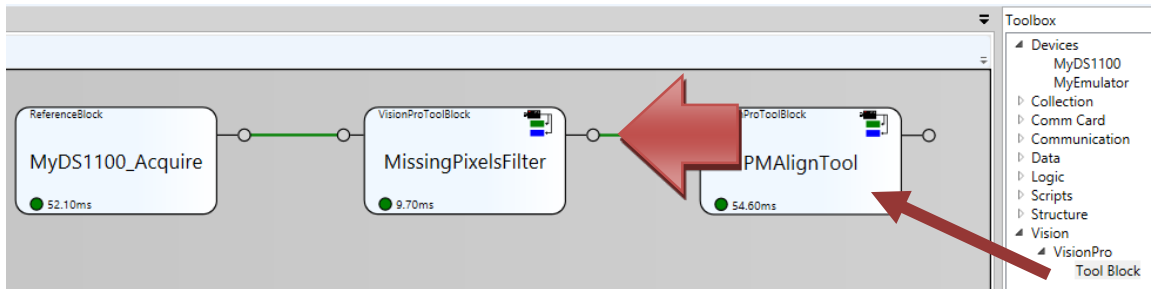 Toolbox
Devices
MyDS1100
MyEmulator
Collection
Comm Card
Communication
Data
Logic
Scripts
Structure
Vision
VisionPro
Tool Block
ReferenceBlock
MyDS1100_Acquire
52.10ms
VisionProToolBlock
MissingPixelsFilter
9.70ms
nProToolBlock
PMAlignTool
54.60ms